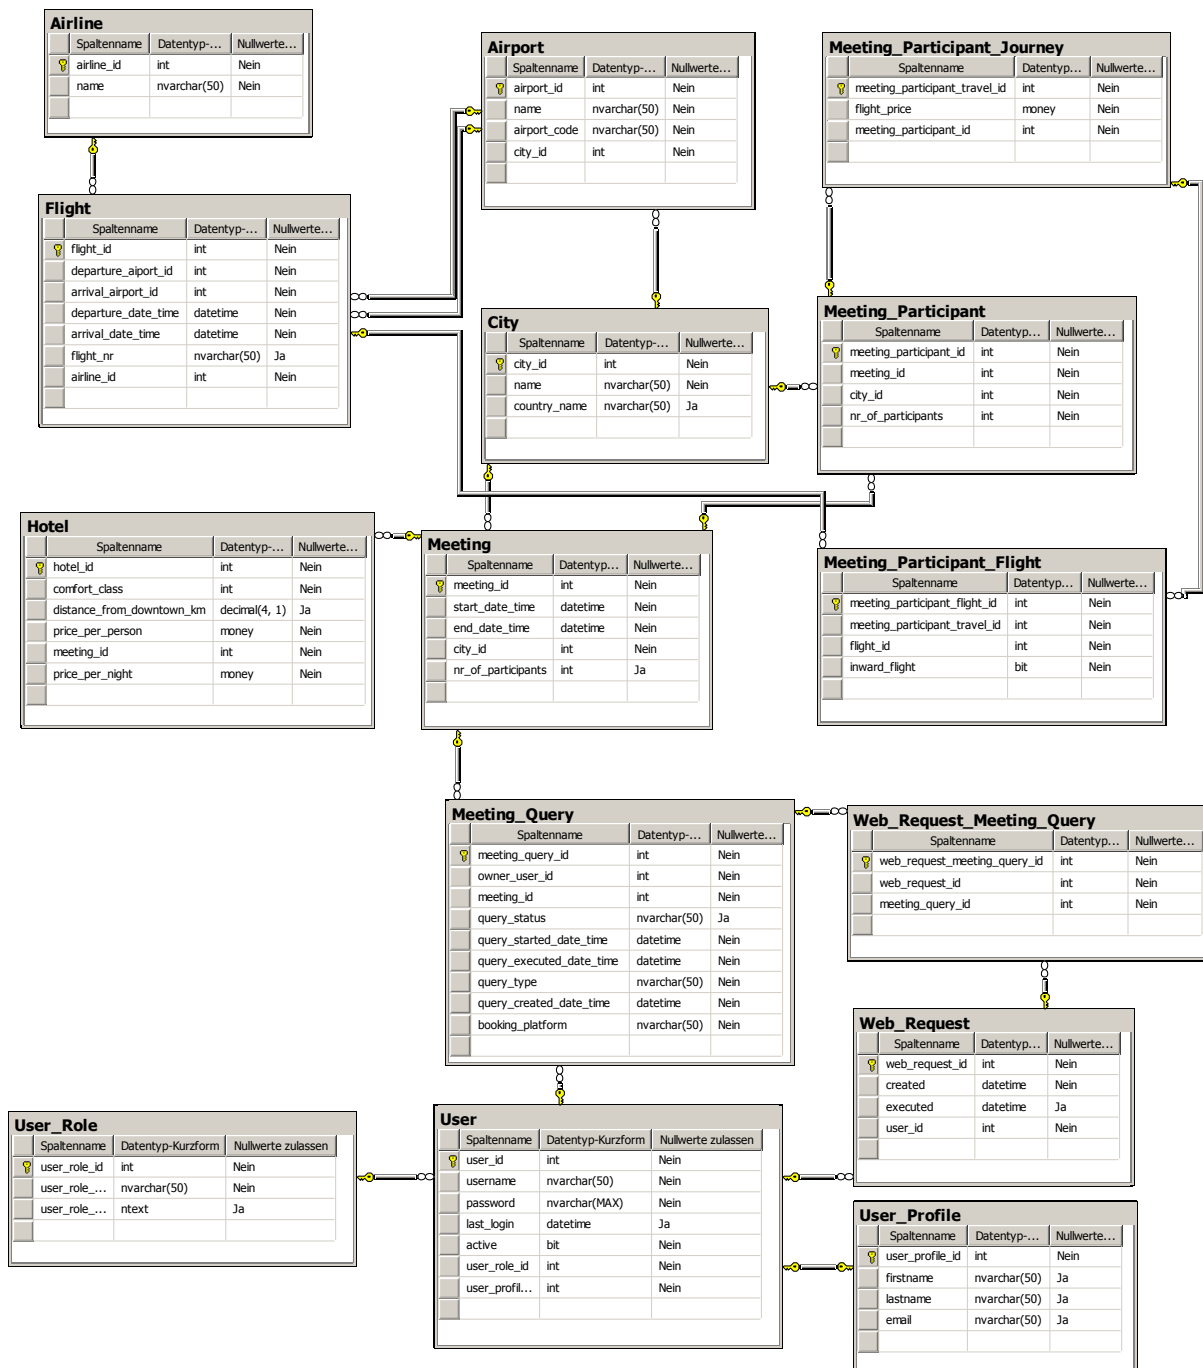 Airline
Spaltenname Datentyp-... Nullwerte...
airline_id int Nein
name nvarchar(50) Nein
Airport
Spaltenname Datentyp-... Nullwerte...
airport_id int Nein
name nvarchar(50) Nein
airport_code nvarchar(50) Nein
city_id int Nein
Meeting_Participant_Journey
Spaltenname Datentyp... Nullwerte...
meeting_participant_travel_id int Nein
flight_price money Nein
meeting_participant_id int Nein
Flight
Spaltenname Datentyp-... Nullwerte...
flight_id int Nein
departure_aiport_id int Nein
arrival_airport_id int Nein
departure_date_time datetime Nein
arrival_date_time datetime Nein
flight_nr nvarchar(50) Ja
airline_id int Nein
City
Spaltenname Datentyp-... Nullwerte...
city_id int Nein
name nvarchar(50) Nein
country_name nvarchar(50) Ja
Meeting_Participant
Spaltenname Datentyp... Nullwerte...
meeting_participant_id int Nein
meeting_id int Nein
city_id int Nein
nr_of_participants int Nein
Hotel
Spaltenname Datentyp-... Nullwerte...
hotel_id int Nein
comfort_class int Nein
distance_from_downtown_km decimal(4, 1) Ja
price_per_person money Nein
meeting_id int Nein
price_per_night money Nein
Meeting
Spaltenname Datentyp... Nullwerte...
meeting_id int Nein
start_date_time datetime Nein
end_date_time datetime Nein
city_id int Nein
nr_of_participants int Ja
Meeting_Participant_Flight
Spaltenname Datentyp... Nullwerte...
meeting_participant_flight_id int Nein
meeting_participant_travel_id int Nein
flight_id int Nein
inward_flight bit Nein
Meeting_Query
Spaltenname Datentyp-... Nullwerte...
meeting_query_id int Nein
owner_user_id int Nein
meeting_id int Nein
query_status nvarchar(50) Ja
query_started_date_time datetime Nein
query_executed_date_time datetime Nein
query_type nvarchar(50) Nein
query_created_date_time datetime Nein
booking_platform nvarchar(50) Nein
Web_Request_Meeting_Query
Spaltenname Datentyp... Nullwerte...
web_request_meeting_query_id int Nein
web_request_id int Nein
meeting_query_id int Nein
Web_Request
Spaltenname Datentyp... Nullwerte...
web_request_id int Nein
created datetime Nein
executed datetime Ja
user_id int Nein
User_Role
Spaltenname Datentyp-Kurzform Nullwerte zulassen
user_role_id int Nein
user_role_... nvarchar(50) Nein
user_role_... ntext Ja
User
Spaltenname Datentyp-Kurzform Nullwerte zulassen
user_id int Nein
username nvarchar(50) Nein
password nvarchar(MAX) Nein
last_login datetime Ja
active bit Nein
user_role_id int Nein
user_profil... int Nein
User_Profile
Spaltenname Datentyp-... Nullwerte...
user_profile_id int Nein
firstname nvarchar(50) Ja
lastname nvarchar(50) Ja
email nvarchar(50) Ja